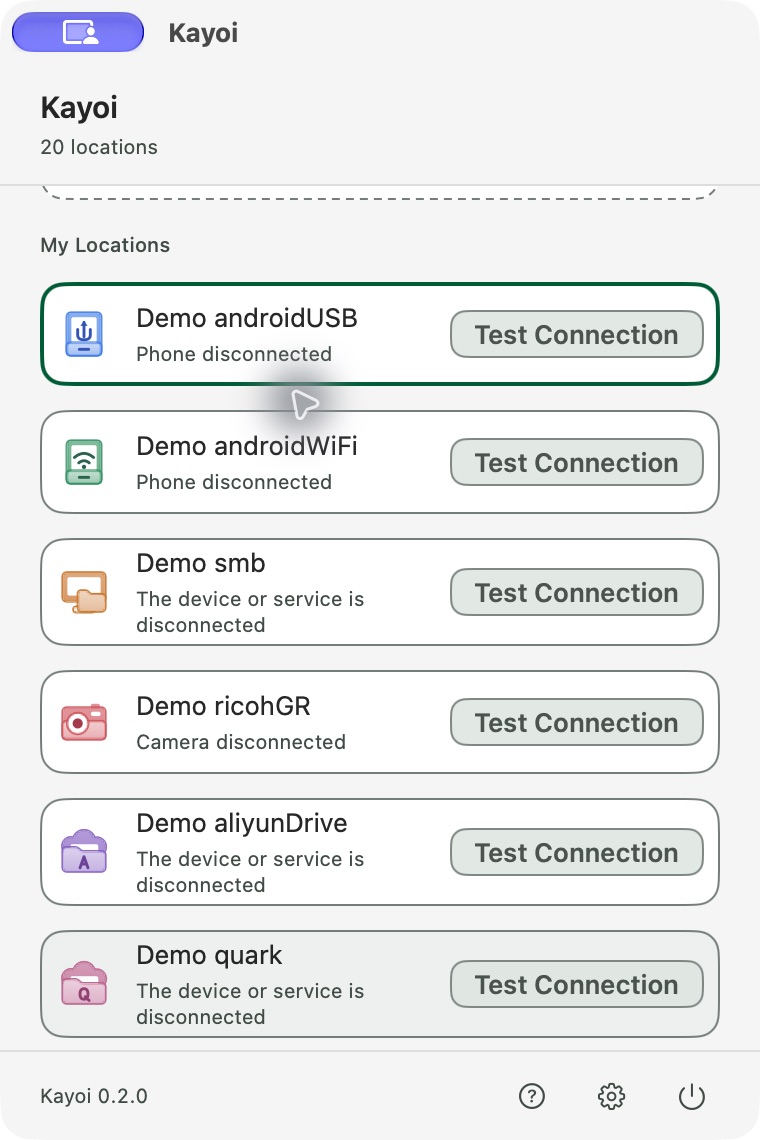 Kayoi
Kayoi
20 locations
My Locations
Demo androidUSB
Phone disconnected
Test Connection
Demo androidWiFi
Phone disconnected
Test Connection
Demo smb
The device or service is
disconnected
Test Connection
Demo ricohGR
Camera disconnected
Test Connection
Demo aliyunDrive
The device or service is
disconnected
Test Connection
A
Demo quark
The device or service is
disconnected
Test Connection
Q
Kayoi 0.2.0
?